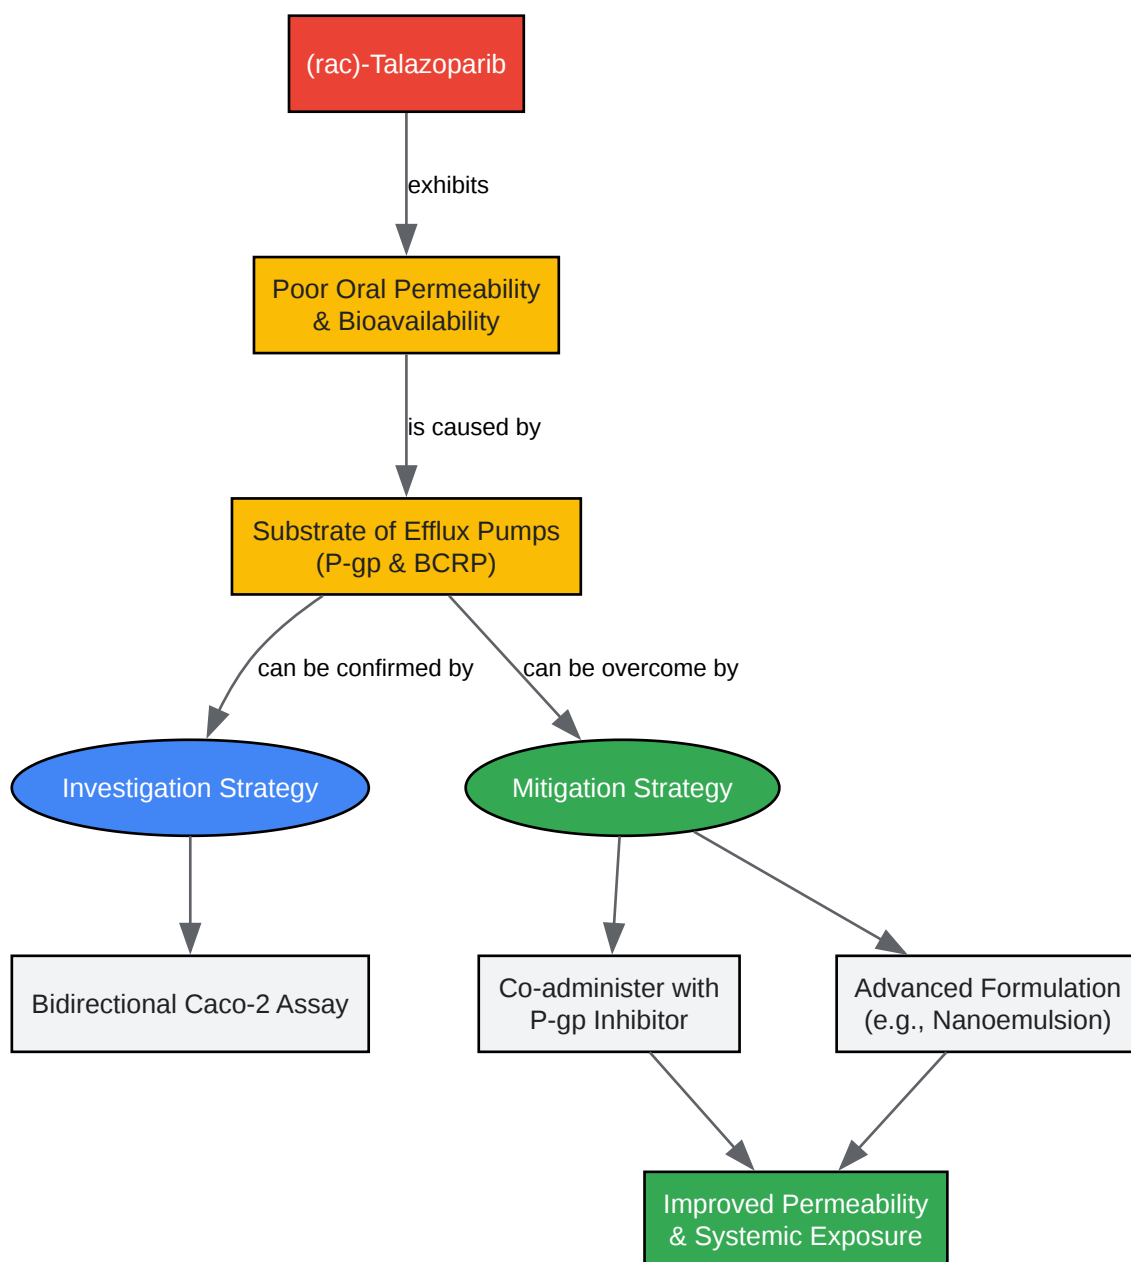 (rac)-Talazoparib
exhibits
Poor Oral Permeability
& Bioavailability
is caused by
Substrate of Efflux Pumps
(P-gp & BCRP)
can be confirmed by
can be overcome by
Investigation Strategy
Mitigation Strategy
Bidirectional Caco-2 Assay
Co-administer with
P-gp Inhibitor
Advanced Formulation
(e.g., Nanoemulsion)
Improved Permeability
& Systemic Exposure